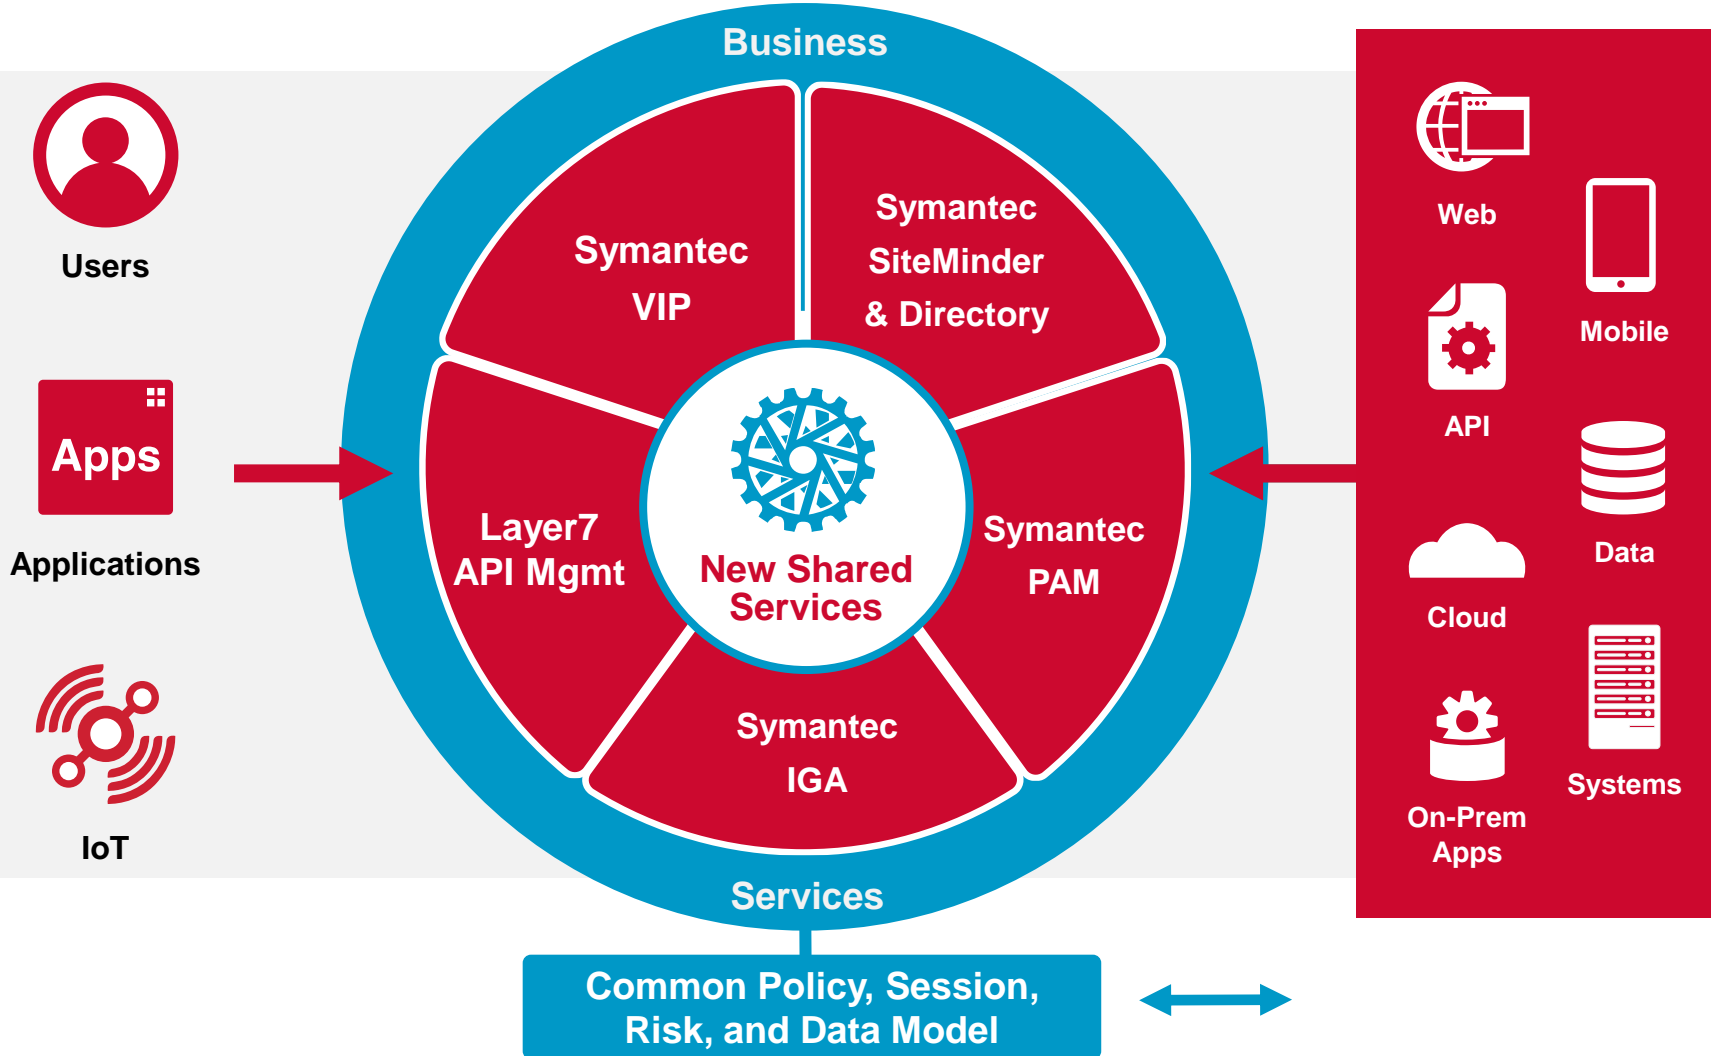 Business
Users
Apps
Applications
IoT
Symantec
VIP
Symantec
SiteMinder
& Directory
Layer7
API Mgmt
New Shared
Services
Symantec
PAM
Symantec
IGA
Services
Common Policy, Session,
Risk, and Data Model
Web
Mobile
API
Data
Cloud
Systems
On-Prem
Apps